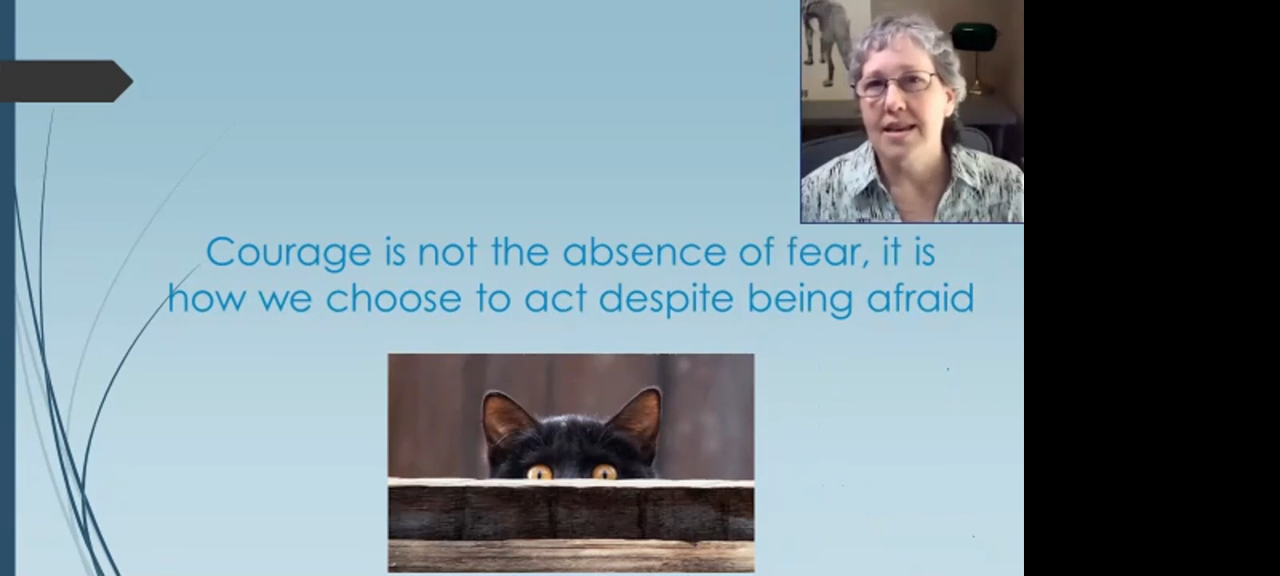 Courage is not the absence of fear, it is
how we choose to act despite being afraid